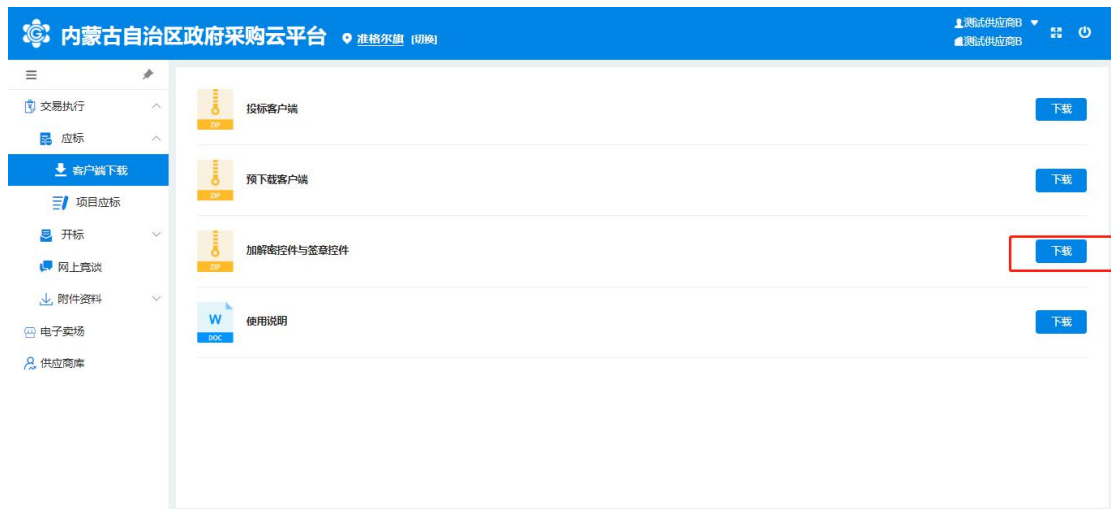 内蒙古自治区政府采购云平台 准格尔旗 [切换]
测试供应商B
测试供应商B
交易执行
应标
客户端下载
项目应标
开标
网上竞谈
附件资料
电子卖场
供应商库
ZIP 投标客户端 下载
ZIP 预下载客户端 下载
ZIP 加解密控件与签章控件 下载
W DOC 使用说明 下载